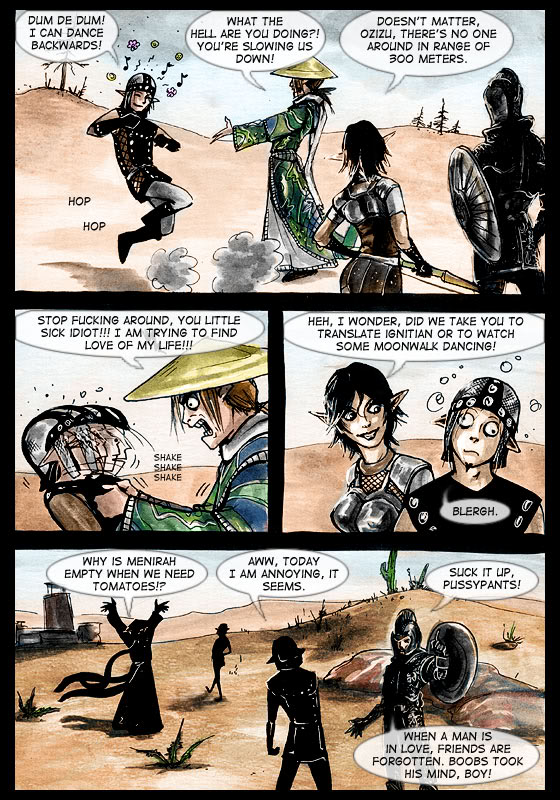 DUM DE DUM!
I CAN DANCE
BACKWARDS!
WHAT THE
HELL ARE YOU DOING?!
YOU'RE SLOWING US
DOWN!
DOESN'T MATTER,
OZIZU, THERE'S NO ONE
AROUND IN RANGE OF
300 METERS.
HOP
HOP
STOP FUCKING AROUND, YOU LITTLE
SICK IDIOT!!! I AM TRYING TO FIND
LOVE OF MY LIFE!!!
SHAKE
SHAKE
SHAKE
HEH, I WONDER, DID WE TAKE YOU TO
TRANSLATE IGNITIAN OR TO WATCH
SOME MOONWALK DANCING!
BLERGH.
WHY IS MENIRAH
EMPTY WHEN WE NEED
TOMATOES!?
AWW, TODAY
I AM ANNOYING, IT
SEEMS.
SUCK IT UP,
PUSSYPANTS!
WHEN A MAN IS
IN LOVE, FRIENDS ARE
FORGOTTEN. BOOBS TOOK
HIS MIND, BOY!